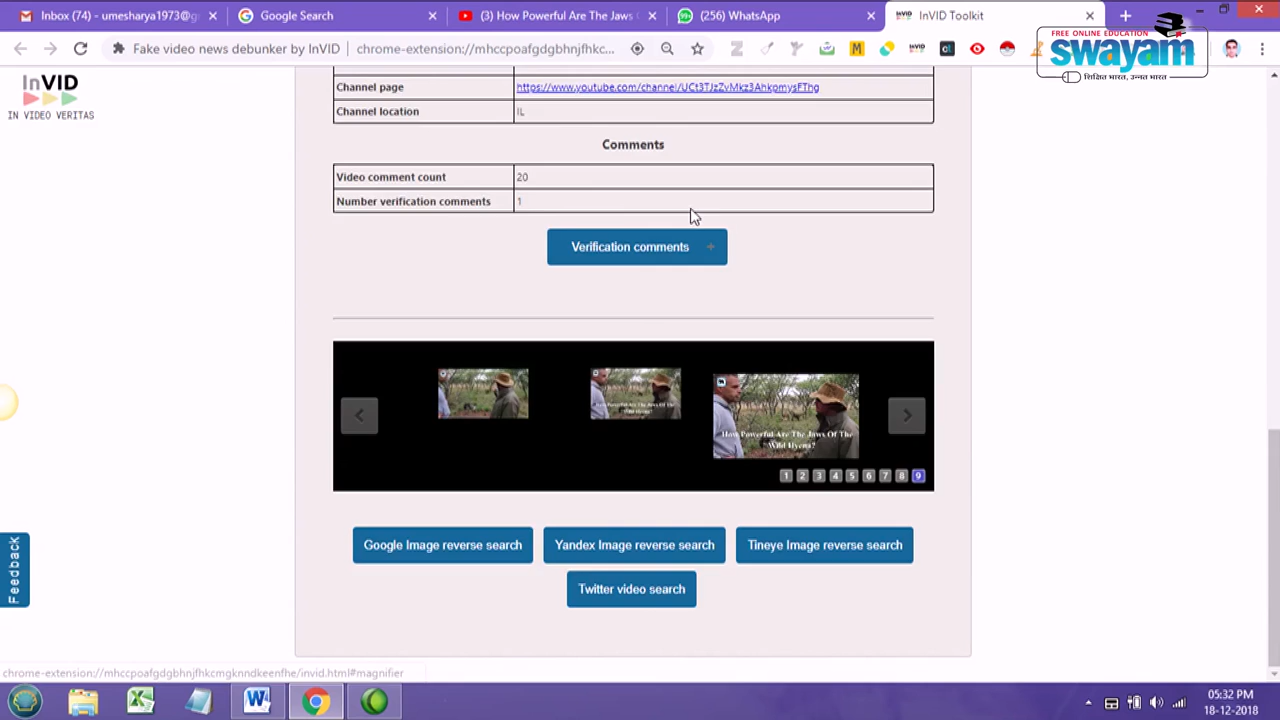 Inbox (74) - umesharya1973@g
Google Search
(3) How Powerful Are The Jaws
(256) WhatsApp
InVID Toolkit
FREE ONLINE EDUCATION
swayam
शिक्षित भारत, उन्नत भारत
Fake video news debunker by InVID
chrome-extension://mhccpoafgdgbhnjfhkc...
InVID
IN VIDEO VERITAS
Channel page
https://www.youtube.com/channel/UCt3TJzZvMkz3AhkpmysFThg
Channel location
IL
Comments
Video comment count
20
Number verification comments
1
Verification comments +
How Powerful Are The Jaws Of The
Wild Hyena?
1 2 3 4 5 6 7 8 9
Google Image reverse search
Yandex Image reverse search
Tineye Image reverse search
Twitter video search
Feedback
chrome-extension://mhccpoafgdgbhnjfhkcmgknndkeenfhe/invid.html#magnifier
05:32 PM
18-12-2018